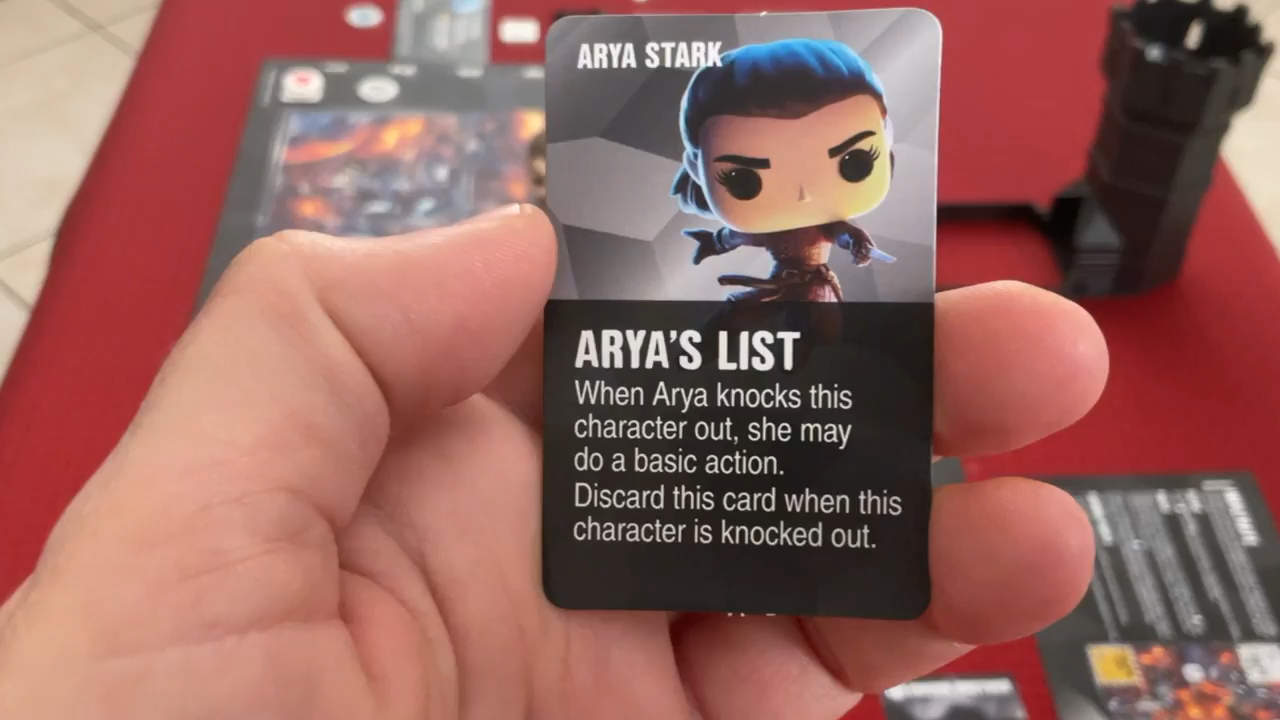 ARYA STARK
ARYA'S LIST
When Arya knocks this
character out, she may
do a basic action.
Discard this card when this
character is knocked out.